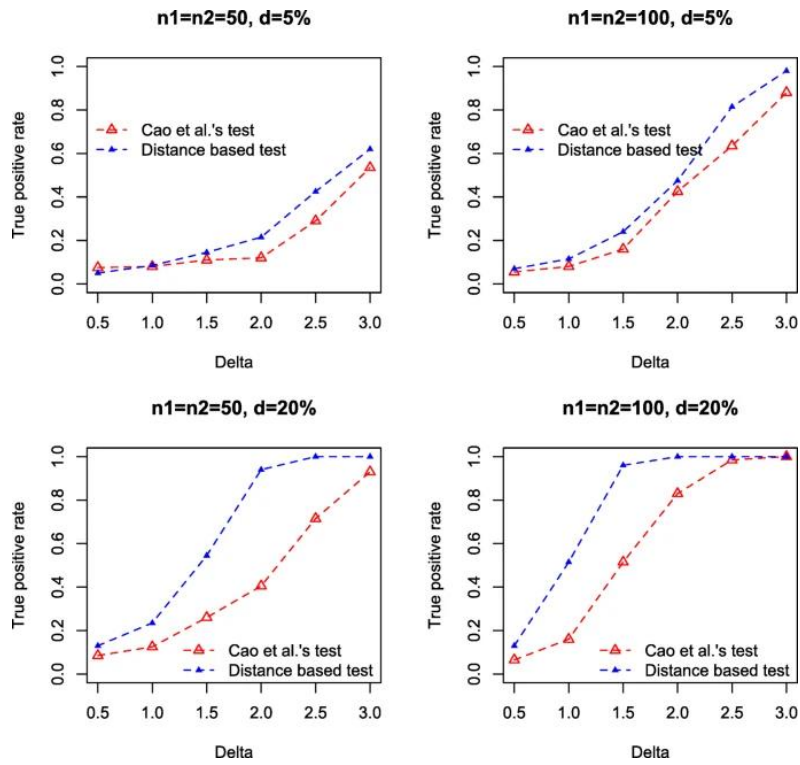 n1=n2=50, d=5%
True positive rate
1.0
0.8
0.6
0.4
0.2
0.0
Cao et al.'s test
Distance based test
0.5 1.0 1.5 2.0 2.5 3.0
Delta
n1=n2=100, d=5%
True positive rate
1.0
0.8
0.6
0.4
0.2
0.0
Cao et al.'s test
Distance based test
0.5 1.0 1.5 2.0 2.5 3.0
Delta
n1=n2=50, d=20%
True positive rate
1.0
0.8
0.6
0.4
0.2
0.0
Cao et al.'s test
Distance based test
0.5 1.0 1.5 2.0 2.5 3.0
Delta
n1=n2=100, d=20%
True positive rate
1.0
0.8
0.6
0.4
0.2
0.0
Cao et al.'s test
Distance based test
0.5 1.0 1.5 2.0 2.5 3.0
Delta